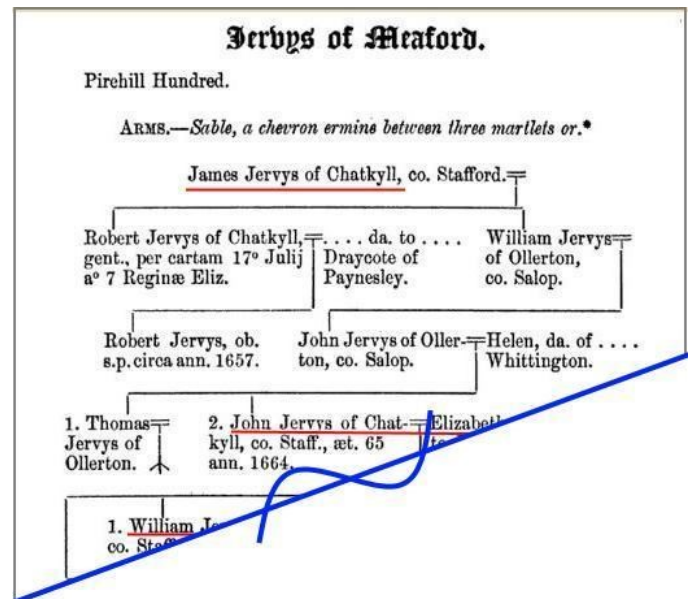 Jervys of Meaford.
Pirehill Hundred.
ARMS.—Sable, a chevron ermine between three martlets or.*
James Jervys of Chatkyll, co. Stafford.
Robert Jervys of Chatkyll,
gent., per cartam 17º Julij
aº 7 Reginæ Eliz.
. . . . da. to . . . .
Draycote of
Paynesley.
William Jervys
of Ollerton,
co. Salop.
Robert Jervys, ob.
s.p. circa ann. 1657.
John Jervys of Oller-
ton, co. Salop.
Helen, da. of . . . .
Whittington.
1. Thomas
Jervys of
Ollerton.
2. John Jervys of Chat-
kyll, co. Staff., æt. 65
ann. 1664.
Elizabeth
1. William
co.